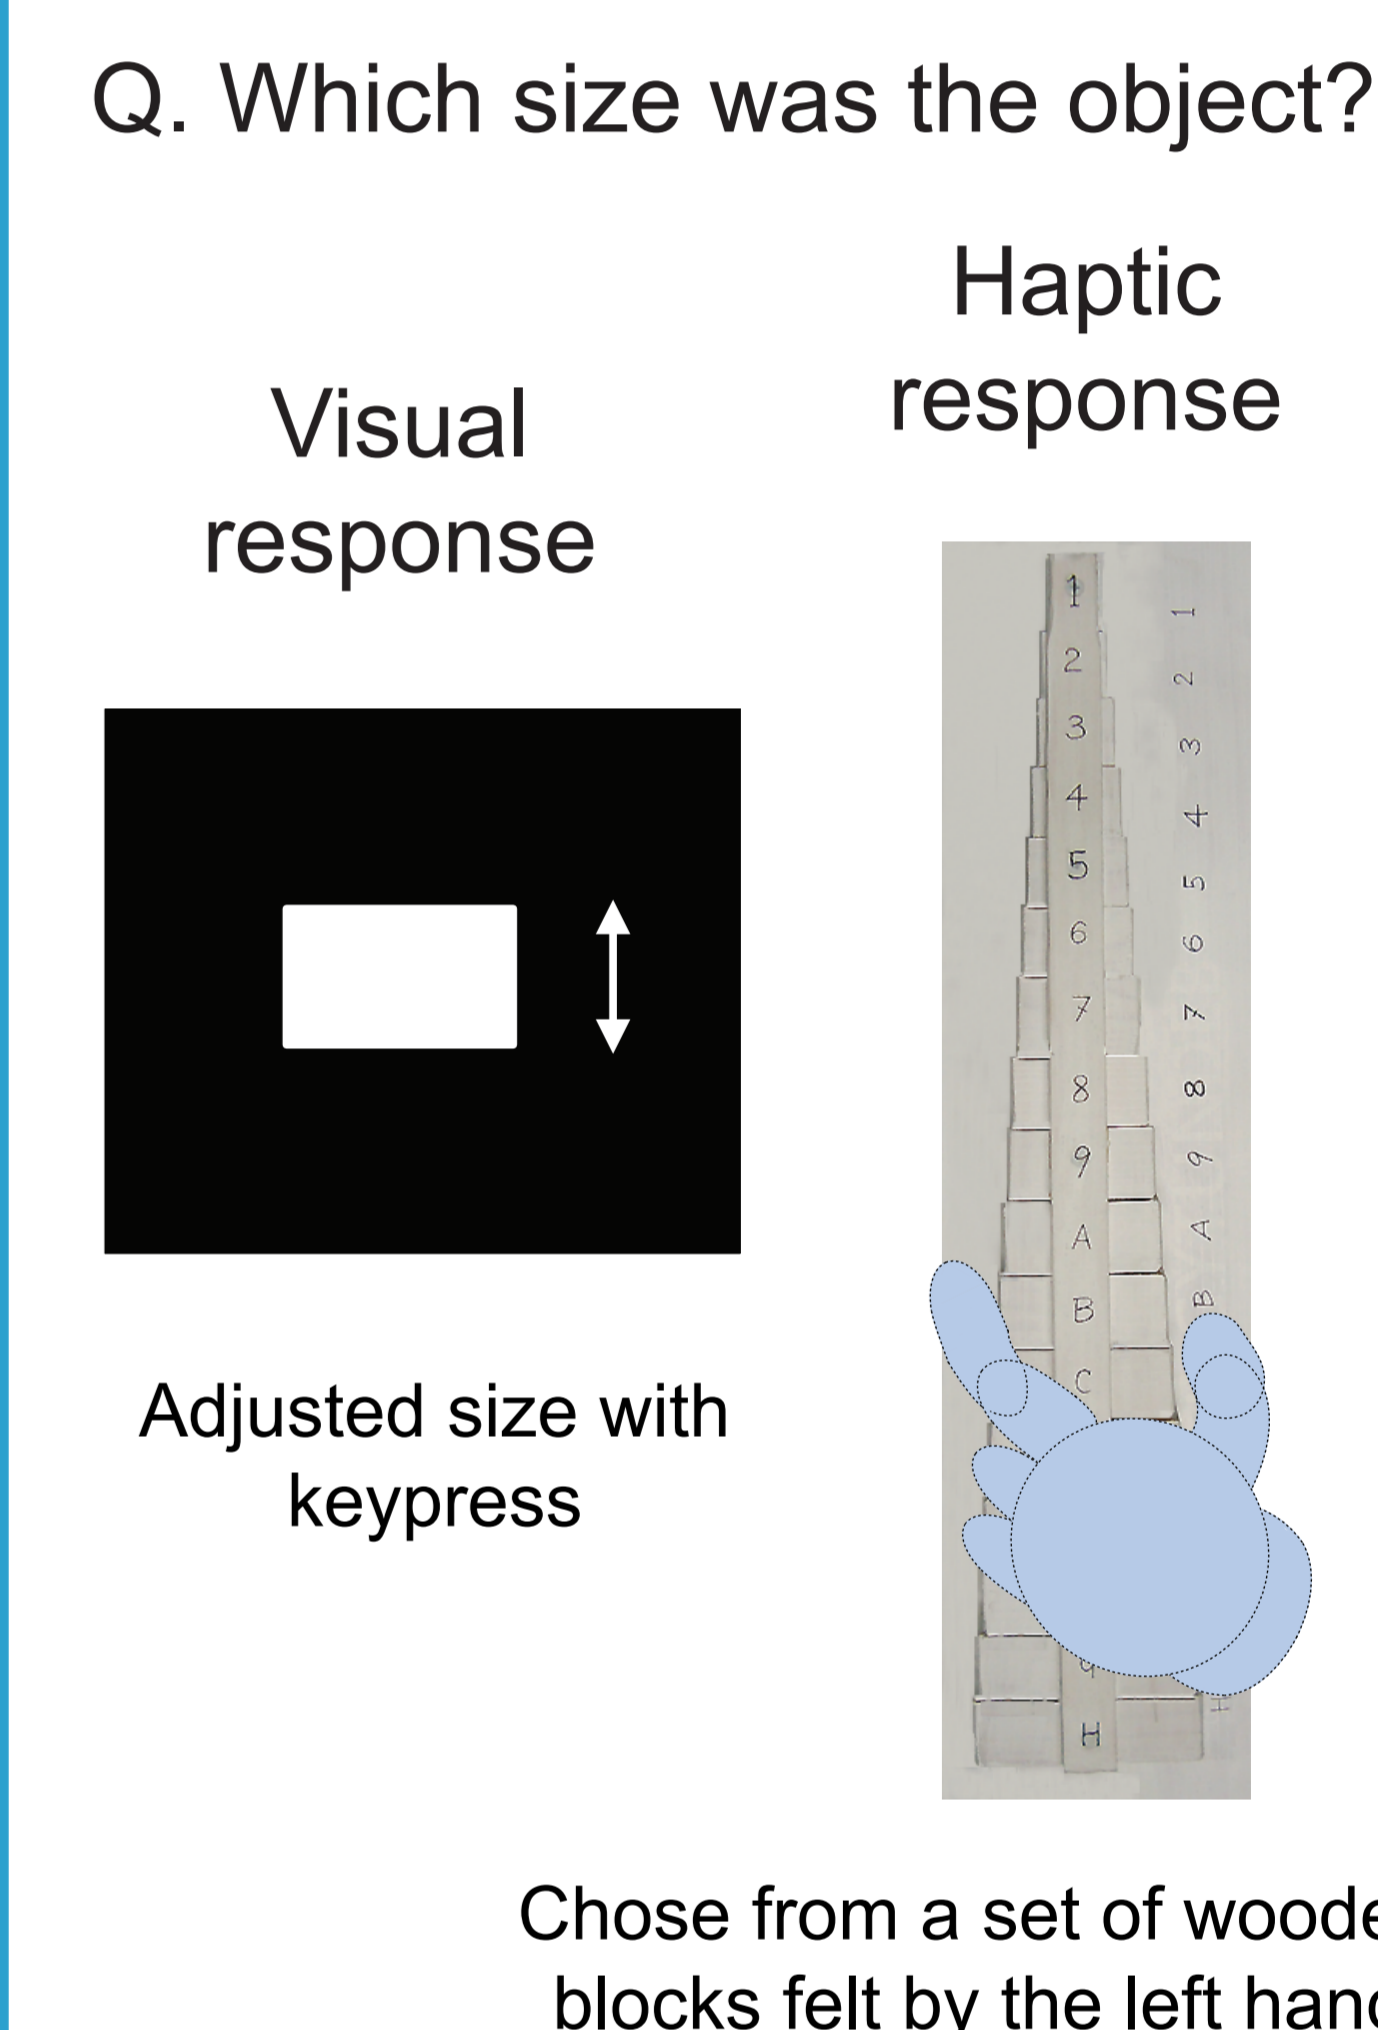 Q. Which size was the object?
Visual
response
Adjusted size with
keypress
Haptic
response
1 1
2 2
3 3
4 4
5 5
6 6
7 7
8 8
9 9
A A
B B
C
H H
Chose from a set of woode
blocks felt by the left hand